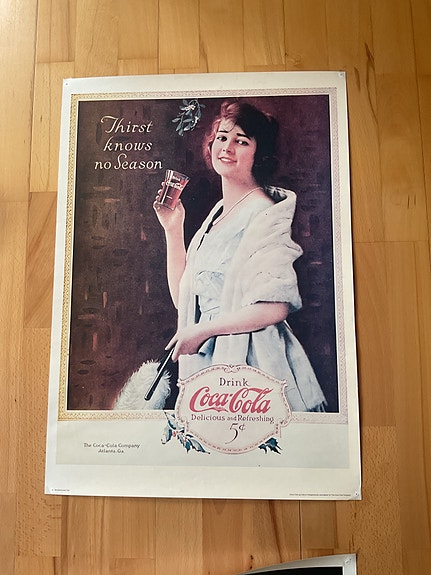 Thirst
knows
no Season
Drink
Coca-Cola
Delicious and Refreshing
5¢
The Coca-Cola Company
Atlanta, Ga.